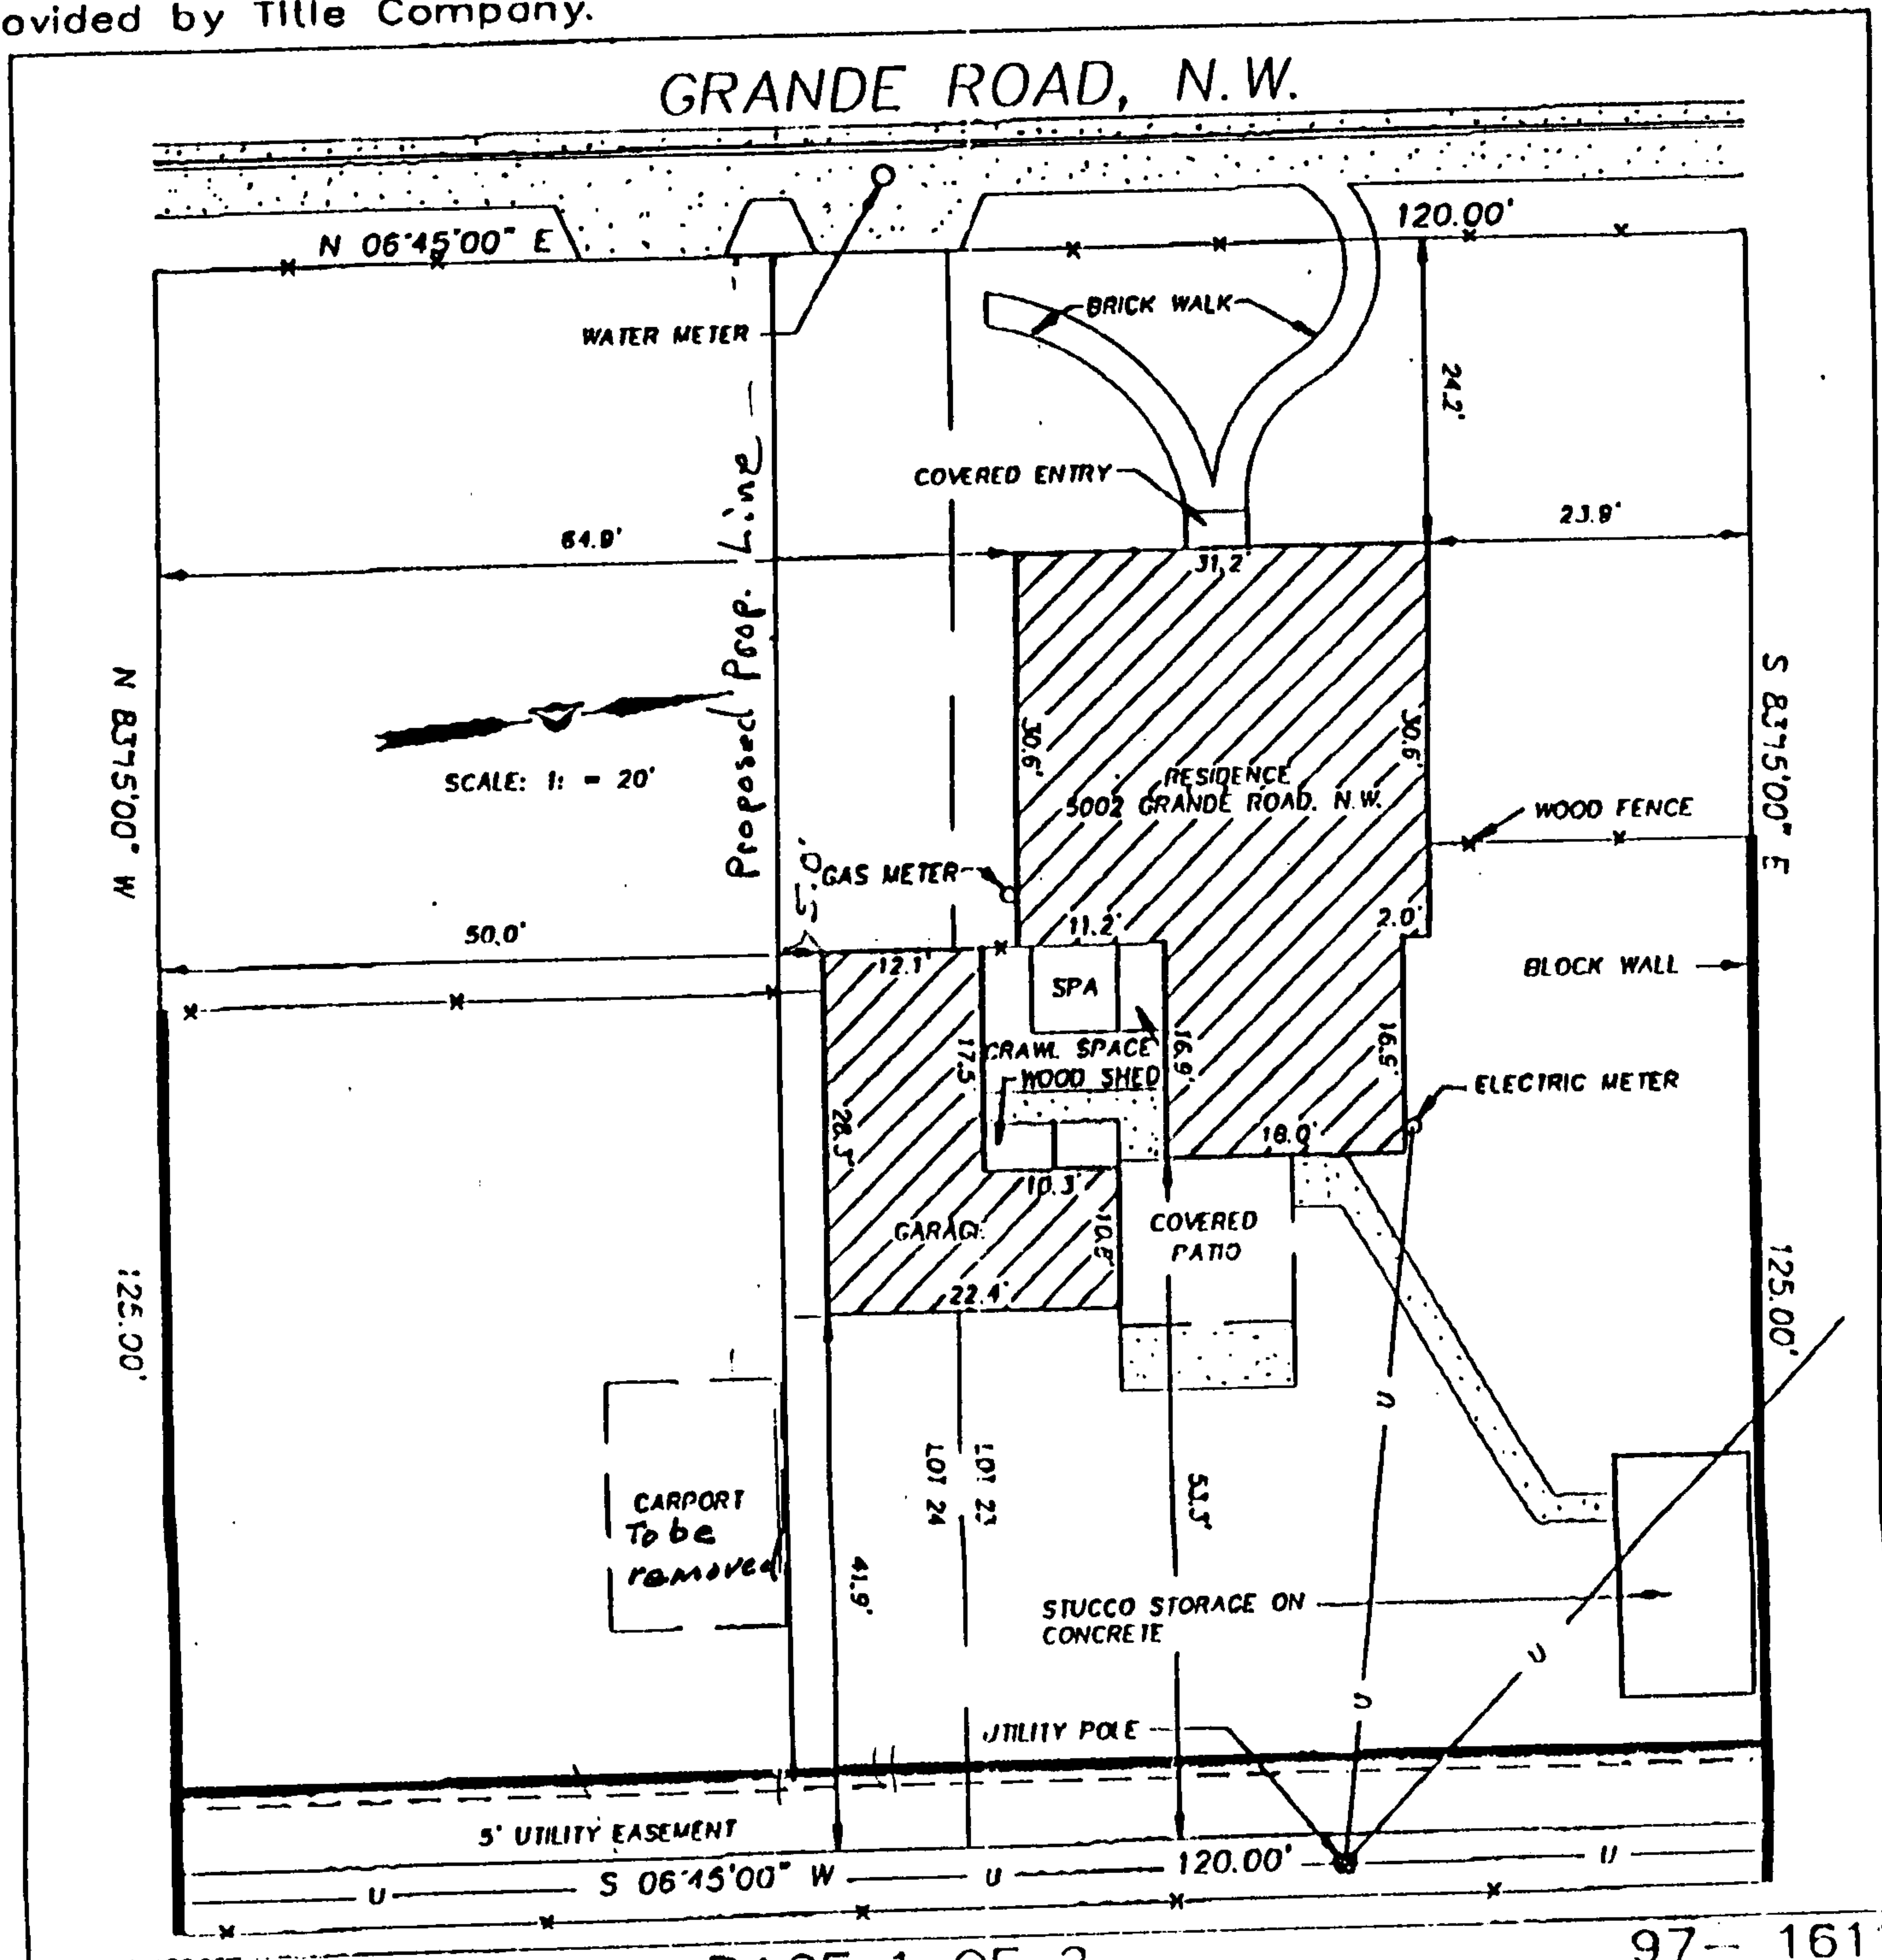 ovided by Title Company.
GRANDE ROAD, N.W.
N 06°45'00" E
120.00'
WATER METER
BRICK WALK
24.2'
COVERED ENTRY
64.9'
23.9'
31.2'
Proposed Prop. Line
N 83°15'00" W
S 83°15'00" E
SCALE: 1: = 20'
30.6'
30.6'
RESIDENCE
5002 GRANDE ROAD. N.W.
WOOD FENCE
5.0'
GAS METER
50.0'
11.2'
2.0'
12.1'
SPA
BLOCK WALL
17.5'
CRAWL SPACE
WOOD SHED
16.9'
16.9'
ELECTRIC METER
28.3'
18.0'
10.3'
GARAGE
10.8'
COVERED
PATIO
22.4'
125.00'
125.00'
LOT 24
LOT 23
53.3'
CARPORT
To be
removed
41.9'
STUCCO STORAGE ON
CONCRETE
UTILITY POLE
5' UTILITY EASEMENT
S 06°45'00" W
120.00'
U
U
U
U
U
U
97- 161